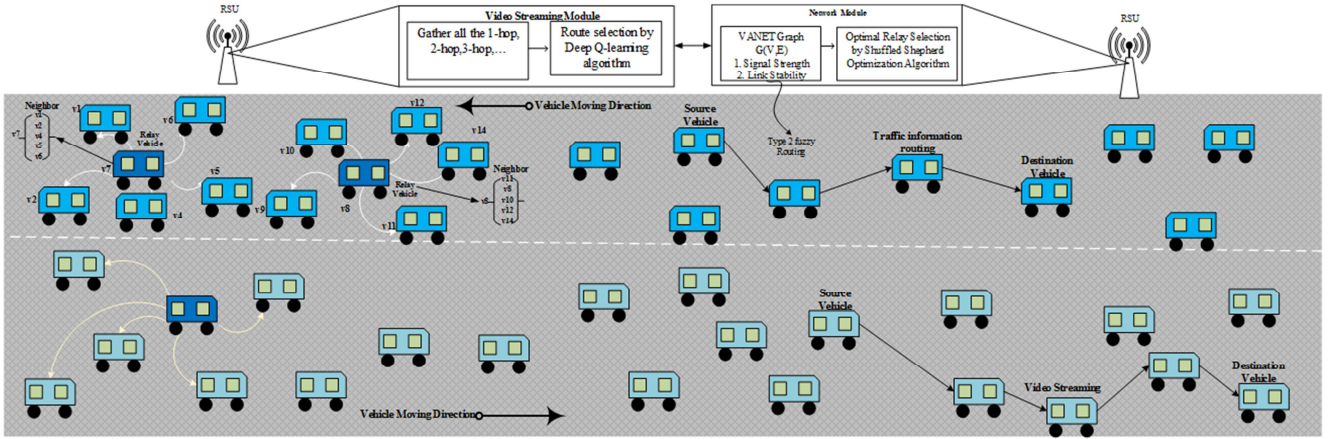 RSU
Video Streaming Module
Gather all the 1-hop,
2-hop,3-hop,…
Route selection by
Deep Q-learning
algorithm
Network Module
VANET Graph
G(V,E)
1. Signal Strength
2. Link Stability
Optimal Relay Selection
by Shuffled Shepherd
Optimization Algorithm
RSU
Neighbor
v7
v1
v2
v4
v5
v6
v1
v6
Relay
Vehicle
v7
v5
v2
v4
v12
Vehicle Moving Direction
v10
v14
Relay
Vehicle
v9
v8
v11
Neighbor
v8
v11
v8
v10
v12
v14
Source
Vehicle
Type 2 fuzzy
Routing
Traffic information
routing
Destination
Vehicle
Source
Vehicle
Video Streaming
Destination
Vehicle
Vehicle Moving Direction